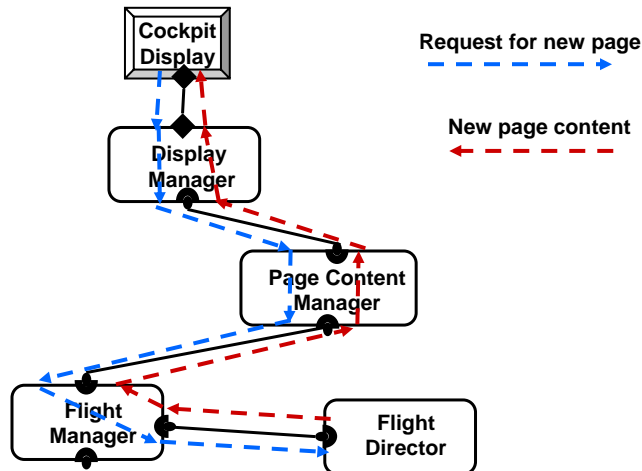 Cockpit
Display
Request for new page
New page content
Display
Manager
Page Content
Manager
Flight
Manager
Flight
Director